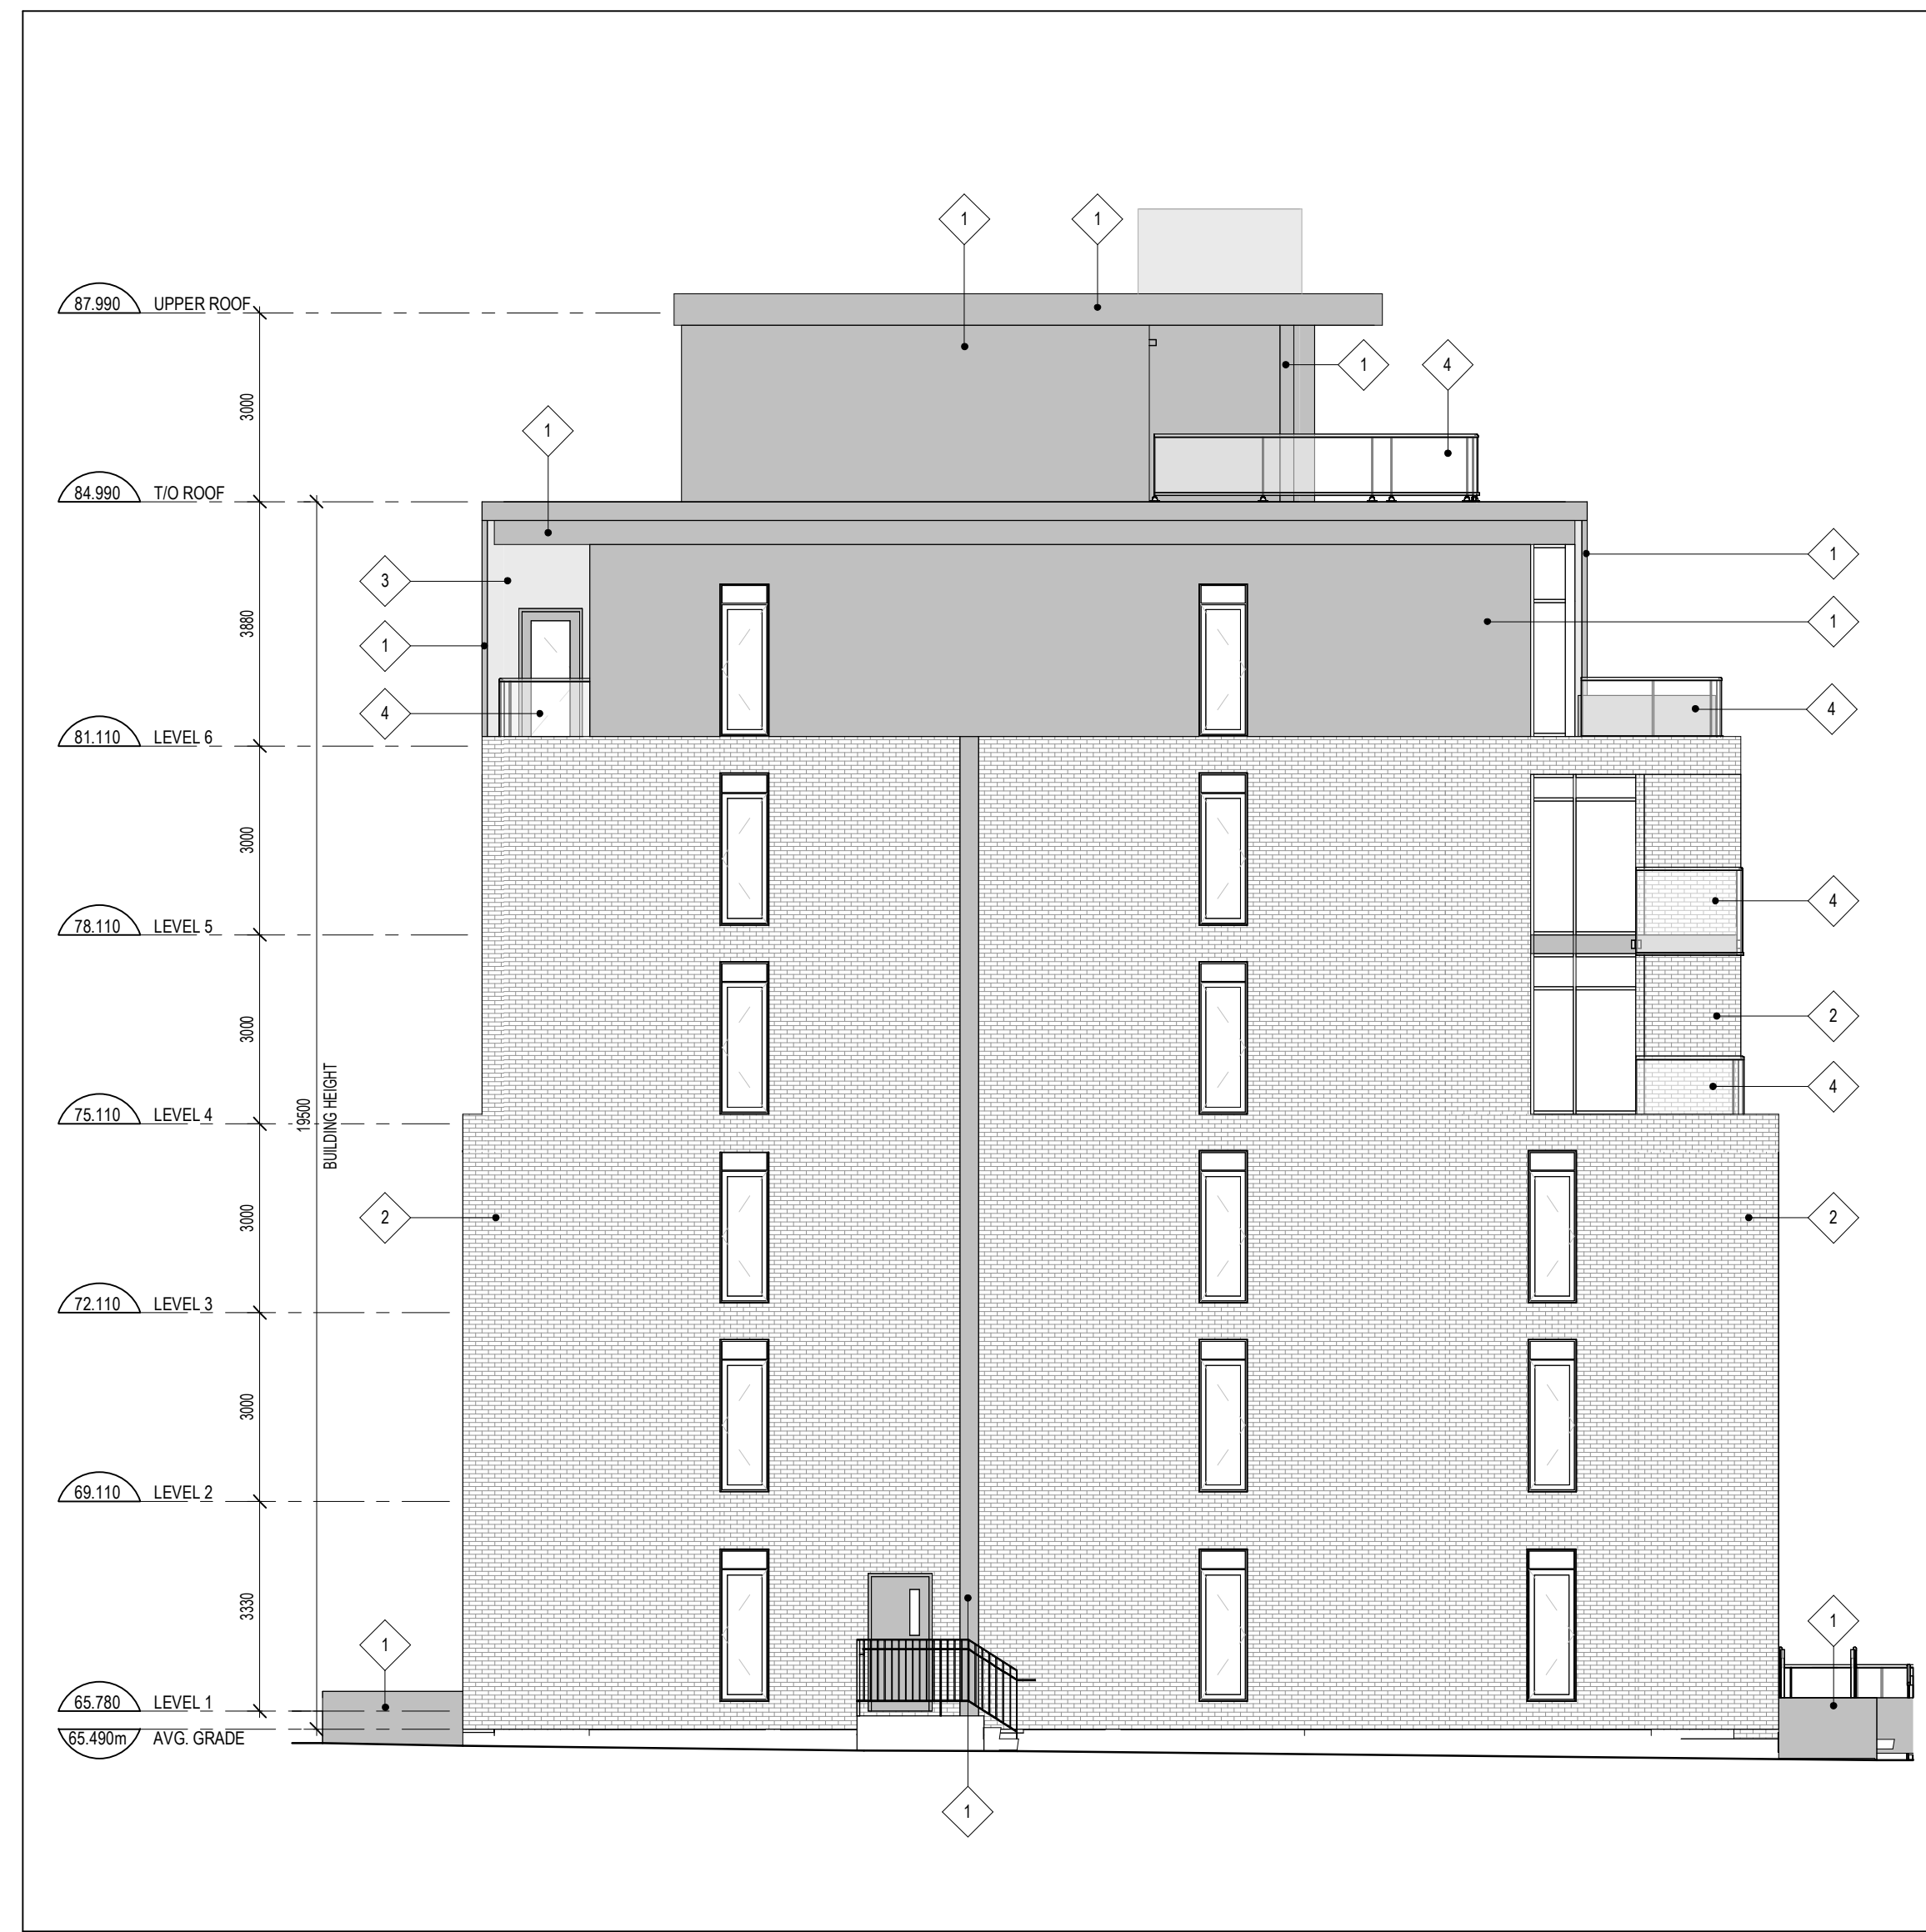 1
1
87.990 UPPER ROOF
3000
1
4
1
84.990 T/O ROOF
1
3
3880
1
1
4
4
81.110 LEVEL 6
3000
4
78.110 LEVEL 5
2
3000
4
75.110 LEVEL 4
19500
BUILDING HEIGHT
3000
2
2
72.110 LEVEL 3
3000
69.110 LEVEL 2
3330
1
1
65.780 LEVEL 1
65.490m AVG. GRADE
1